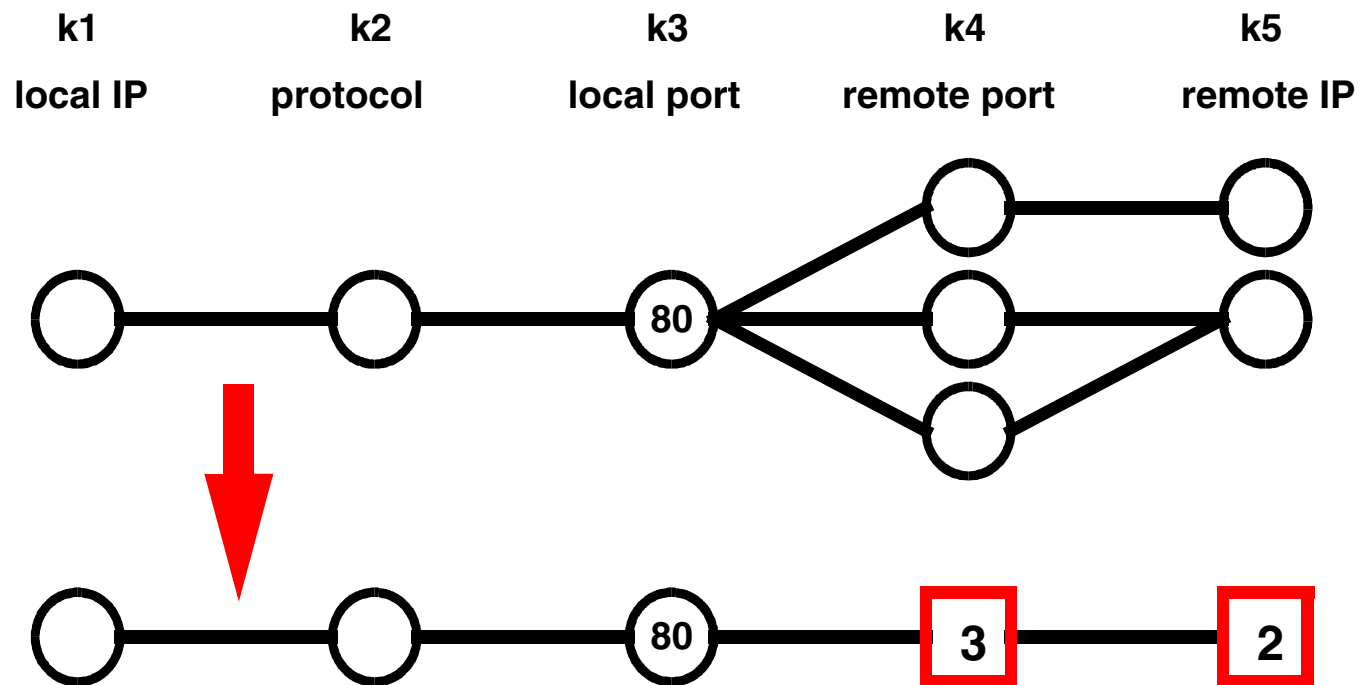 k1 k2 k3 k4 k5
local IP protocol local port remote port remote IP
80
80 3 2